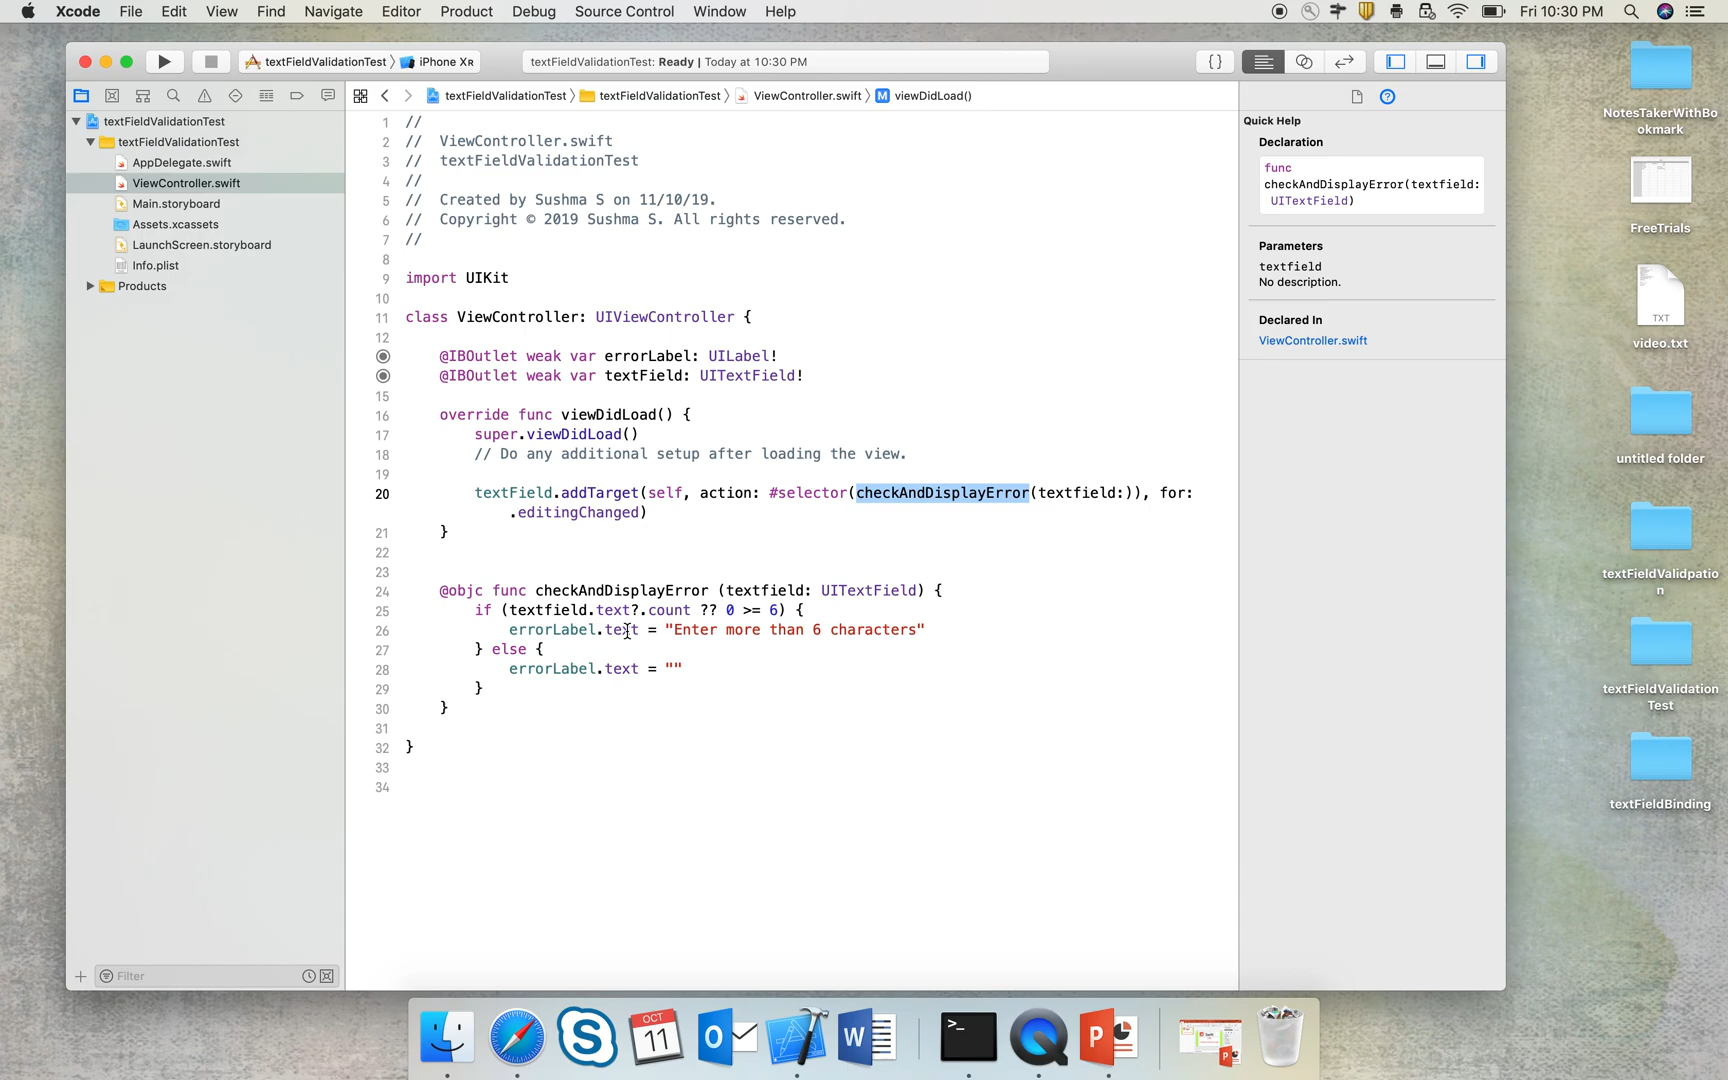 Xcode File Edit View Find Navigate Editor Product Debug Source Control Window Help Fri 10:30 PM
textFieldValidationTest iPhone XR
textFieldValidationTest: Ready | Today at 10:30 PM
{}
textFieldValidationTest textFieldValidationTest ViewController.swift M viewDidLoad()
textFieldValidationTest
textFieldValidationTest
AppDelegate.swift
ViewController.swift
Main.storyboard
Assets.xcassets
LaunchScreen.storyboard
Info.plist
Products
Filter
1 //
2 // ViewController.swift
3 // textFieldValidationTest
4 //
5 // Created by Sushma S on 11/10/19.
6 // Copyright © 2019 Sushma S. All rights reserved.
7 //
8
9 import UIKit
10
11 class ViewController: UIViewController {
12
@IBOutlet weak var errorLabel: UILabel!
@IBOutlet weak var textField: UITextField!
15
16 override func viewDidLoad() {
17 super.viewDidLoad()
18 // Do any additional setup after loading the view.
19
20 textField.addTarget(self, action: #selector(checkAndDisplayError(textfield:)), for:
.editingChanged)
21 }
22
23
24 @objc func checkAndDisplayError (textfield: UITextField) {
25 if (textfield.text?.count ?? 0 >= 6) {
26 errorLabel.text = "Enter more than 6 characters"
27 } else {
28 errorLabel.text = ""
29 }
30 }
31
32 }
33
34
Quick Help
Declaration
func
checkAndDisplayError(textfield:
UITextField)
Parameters
textfield
No description.
Declared In
ViewController.swift
NotesTakerWithBo
okmark
FreeTrials
TXT
video.txt
untitled folder
textFieldValidpatio
n
textFieldValidation
Test
textFieldBinding
S
OCT
11
O
W
>_
P
P